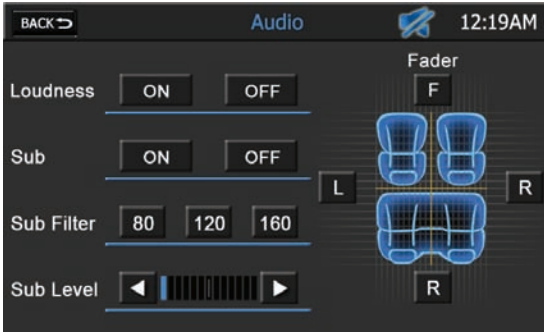 BACK Audio 12:19AM
Fader
F
Loudness ON OFF
Sub ON OFF
L R
Sub Filter 80 120 160
Sub Level R